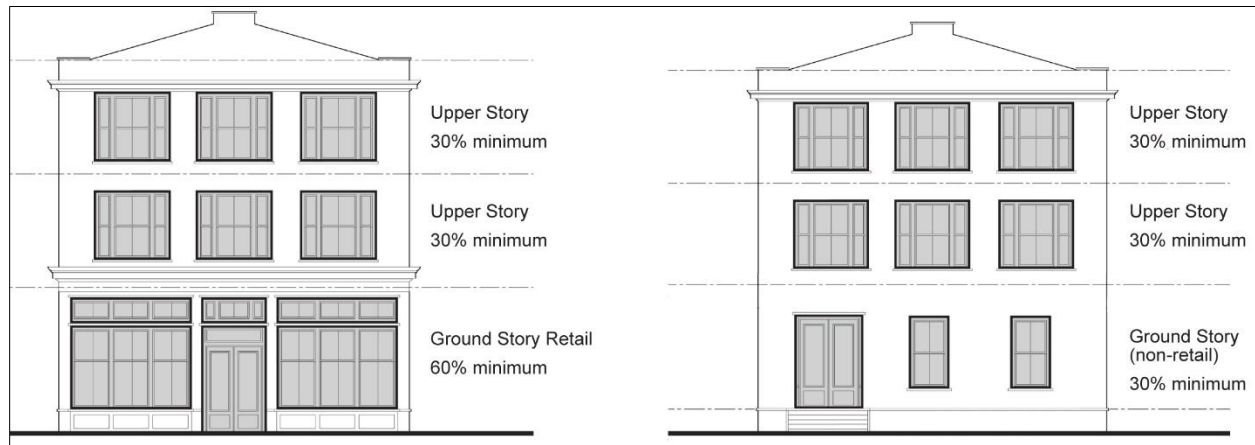 Upper Story
30% minimum
Upper Story
30% minimum
Ground Story Retail
60% minimum
Upper Story
30% minimum
Upper Story
30% minimum
Ground Story
(non-retail)
30% minimum